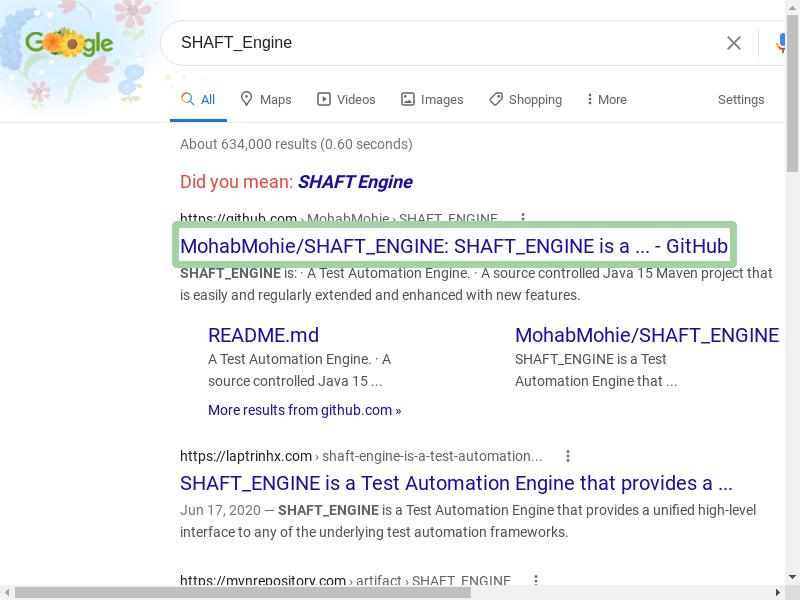 Google
SHAFT_Engine
All
Maps
Videos
Images
Shopping
More
Settings
About 634,000 results (0.60 seconds)
Did you mean: SHAFT Engine
https://github.com › MohabMohie › SHAFT_ENGINE
MohabMohie/SHAFT_ENGINE: SHAFT_ENGINE is a ... - GitHub
SHAFT_ENGINE is: · A Test Automation Engine. · A source controlled Java 15 Maven project that
is easily and regularly extended and enhanced with new features.
README.md
A Test Automation Engine. · A
source controlled Java 15 ...
MohabMohie/SHAFT_ENGINE
SHAFT_ENGINE is a Test
Automation Engine that ...
More results from github.com »
https://laptrinhx.com › shaft-engine-is-a-test-automation...
SHAFT_ENGINE is a Test Automation Engine that provides a ...
Jun 17, 2020 — SHAFT_ENGINE is a Test Automation Engine that provides a unified high-level
interface to any of the underlying test automation frameworks.
https://mvnrepository.com › artifact › SHAFT_ENGINE